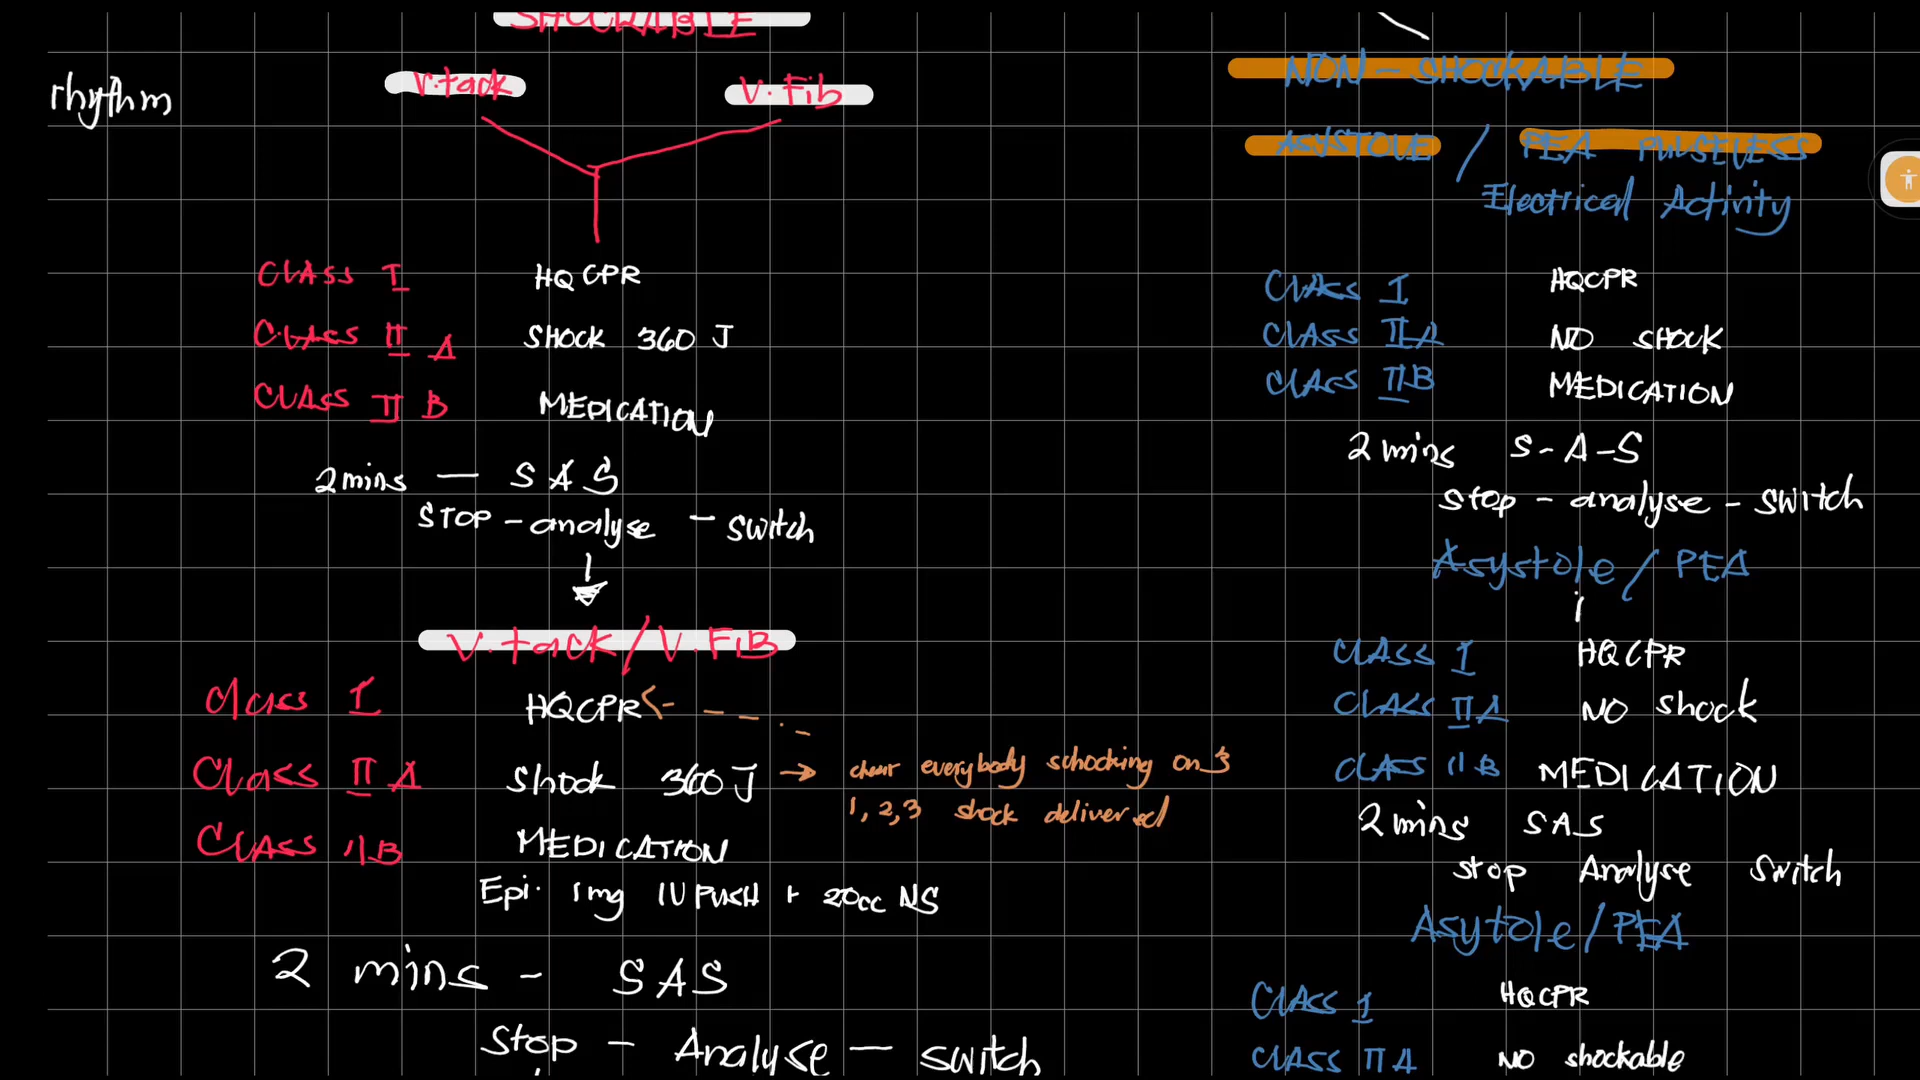 SHOCKABLE
rhythm
V.tack
V.Fib
CLASS I HQ CPR
CLASS II A SHOCK 360 J
CLASS II B MEDICATION
2mins — S A S
STOP - analyse - switch
V.tack / V.FIB
Class I HQCPR
Class II A Shock 360 J → clear everybody schocking on 3
1, 2, 3 shock delivered
CLASS IIB MEDICATION
Epi. 1mg IV PUSH + 20cc NS
2 mins - SAS
Stop - Analyse - switch
NON - SHOCKABLE
ASYSTOLE / PEA PULSELESS
Electrical Activity
CLASS I HQCPR
CLASS IIA NO SHOCK
CLASS IIB MEDICATION
2 mins S-A-S
stop - analyse - switch
Asystole / PEA
CLASS I HQCPR
CLASS IIA NO shock
CLASS IIB MEDICATION
2 mins SAS
stop Analyse Switch
Asytole / PEA
CLASS I HQCPR
CLASS II A NO shockable